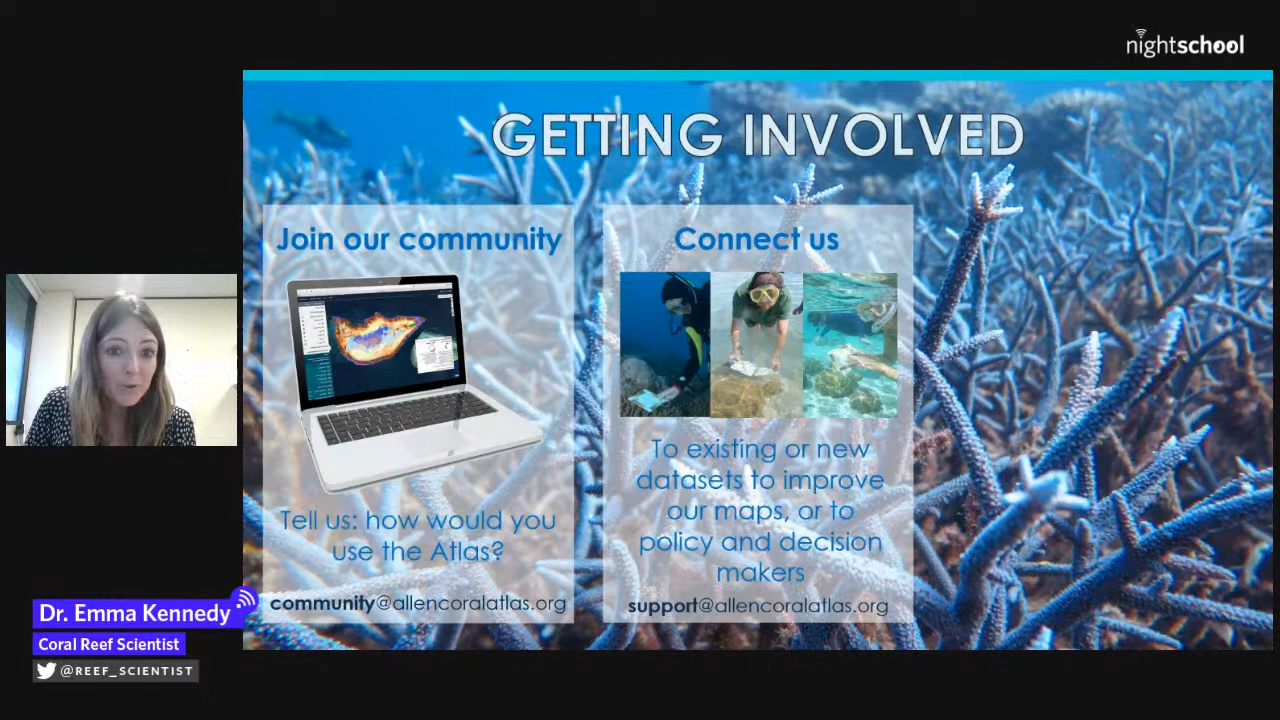 nightschool
GETTING INVOLVED
Join our community
Tell us: how would you
use the Atlas?
community@allencoralatlas.org
Connect us
To existing or new
datasets to improve
our maps, or to
policy and decision
makers
support@allencoralatlas.org
Dr. Emma Kennedy
Coral Reef Scientist
@REEF_SCIENTIST